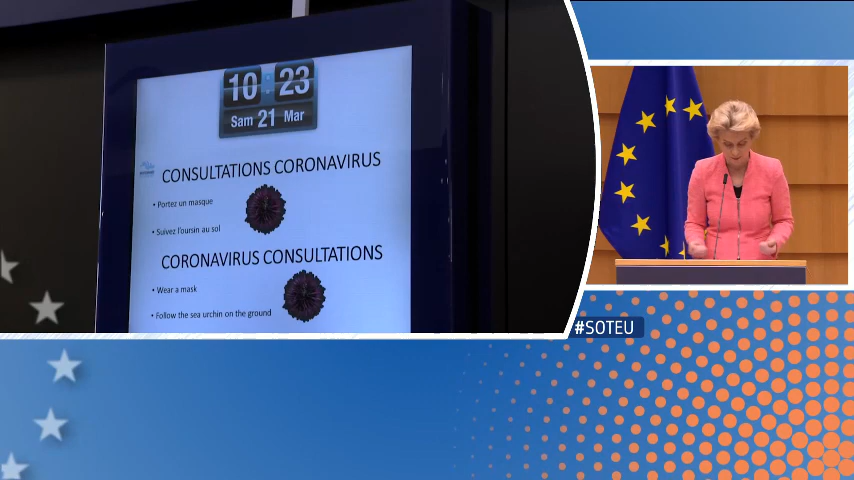 10 23
Sam 21 Mar
CONSULTATIONS CORONAVIRUS
• Portez un masque
• Suivez l'oursin au sol
CORONAVIRUS CONSULTATIONS
• Wear a mask
• Follow the sea urchin on the ground
#SOTEU